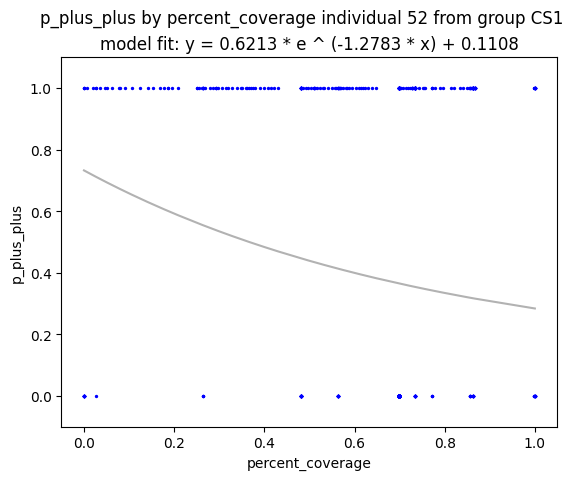 p_plus_plus by percent_coverage individual 52 from group CS1
model fit: y = 0.6213 * e ^ (-1.2783 * x) + 0.1108
1.0
0.8
0.6
0.4
0.2
0.0
p_plus_plus
0.0 0.2 0.4 0.6 0.8 1.0
percent_coverage